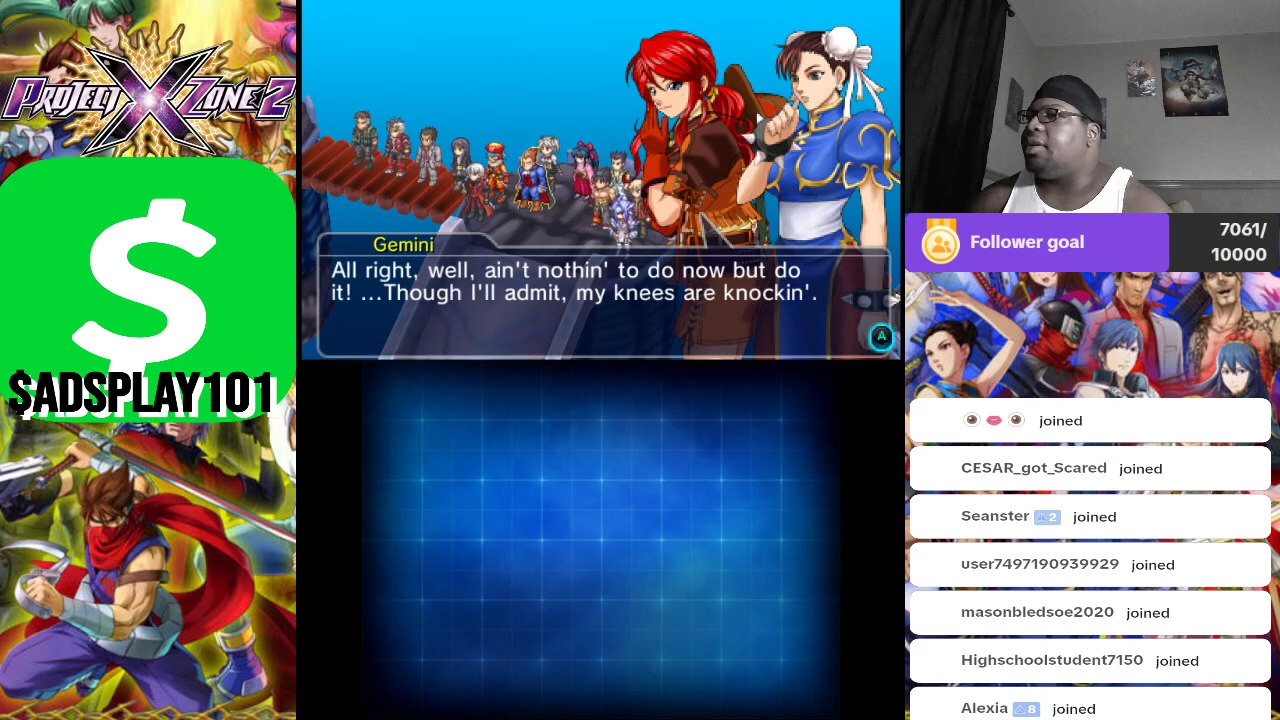 PROJECT X ZONE 2
$
$ADSPLAY101
Gemini
All right, well, ain't nothin' to do now but do
it! ...Though I'll admit, my knees are knockin'.
A
Follower goal
7061/
10000
joined
CESAR_got_Scared joined
Seanster 2 joined
user7497190939929 joined
masonbledsoe2020 joined
Highschoolstudent7150 joined
Alexia 8 joined